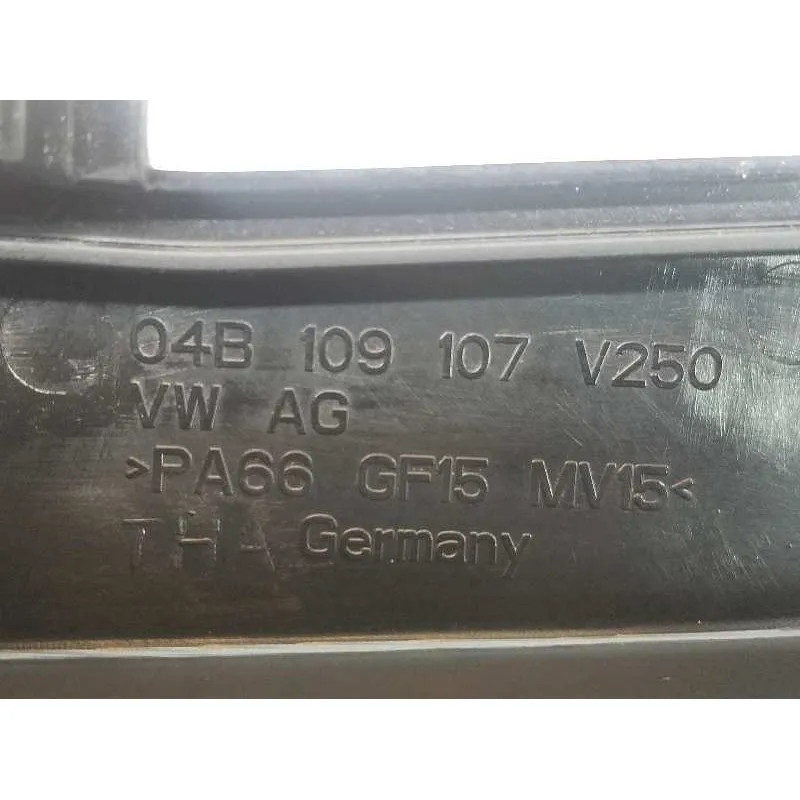 04B 109 107 V250
VW AG
>PA66 GF15 MV15<
THA Germany